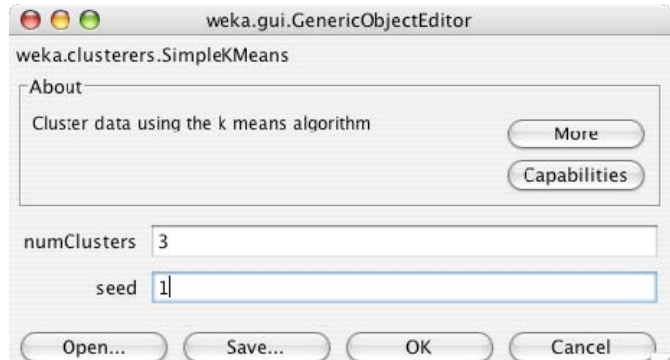 weka.gui.GenericObjectEditor
weka.clusterers.SimpleKMeans
About
Cluster data using the k means algorithm
More
Capabilities
numClusters 3
seed 1
Open... Save... OK Cancel